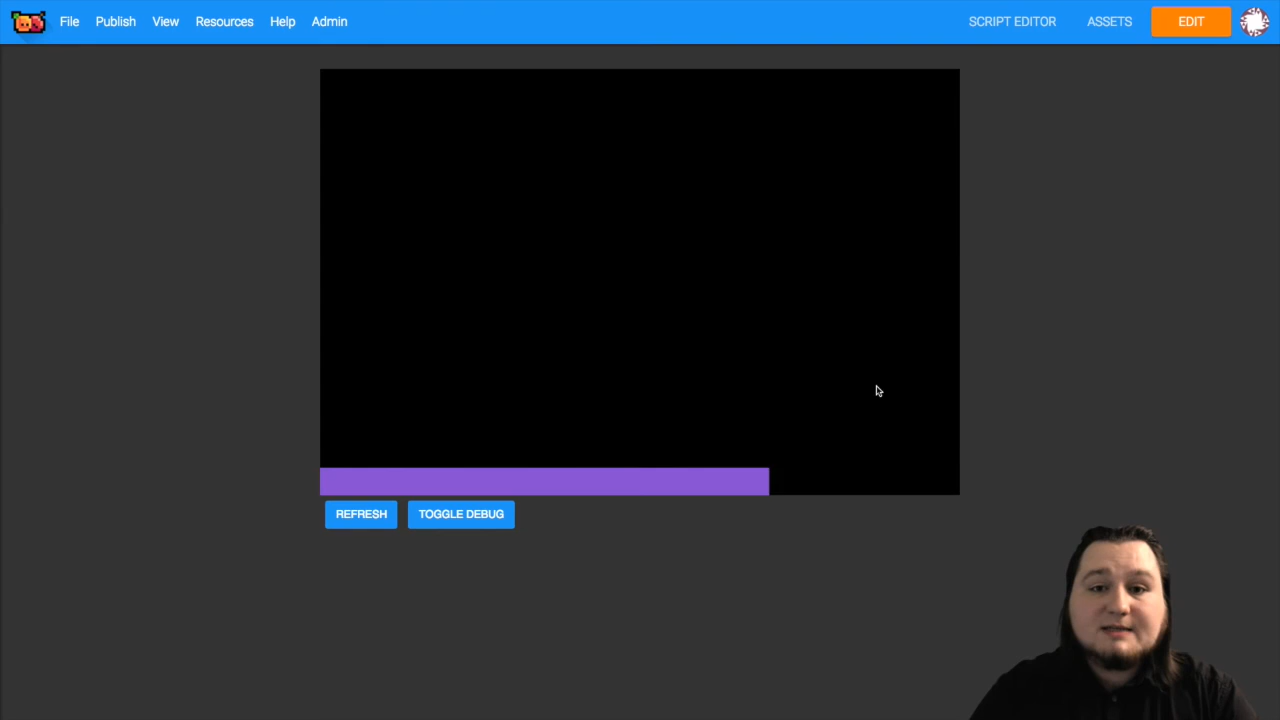 File Publish View Resources Help Admin SCRIPT EDITOR ASSETS EDIT
REFRESH TOGGLE DEBUG